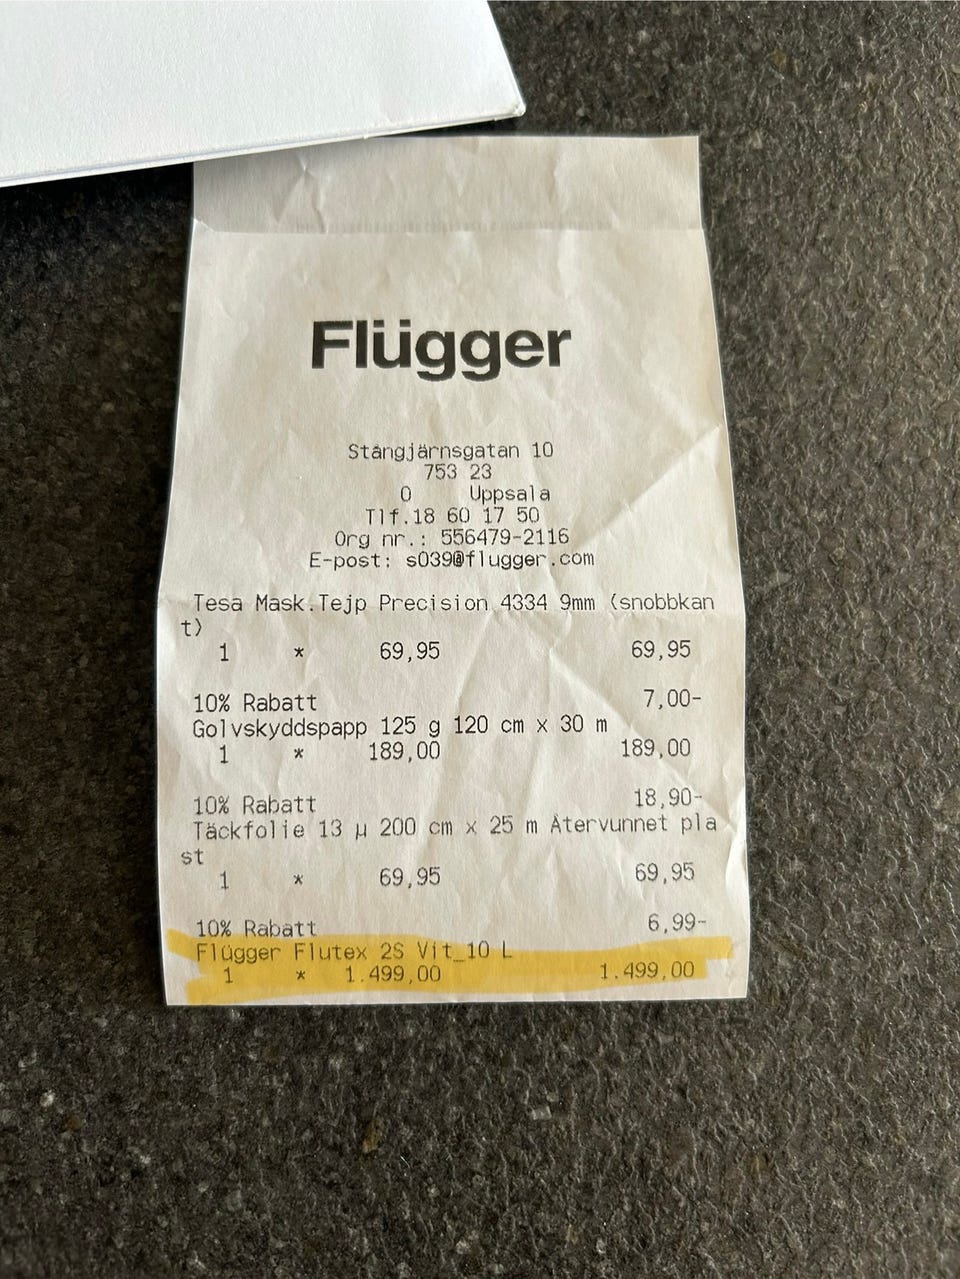 Flügger
Stångjärnsgatan 10
753 23
0 Uppsala
Tlf.18 60 17 50
Org nr.: 556479-2116
E-post: s039@flugger.com
Tesa Mask.Tejp Precision 4334 9mm (snobbkan
t)
1 * 69,95 69,95
10% Rabatt 7,00-
Golvskyddspapp 125 g 120 cm x 30 m
1 * 189,00 189,00
10% Rabatt 18,90-
Täckfolie 13 µ 200 cm x 25 m Återvunnet pla
st
1 * 69,95 69,95
10% Rabatt 6,99-
Flügger Flutex 2S Vit_10 L
1 * 1.499,00 1.499,00